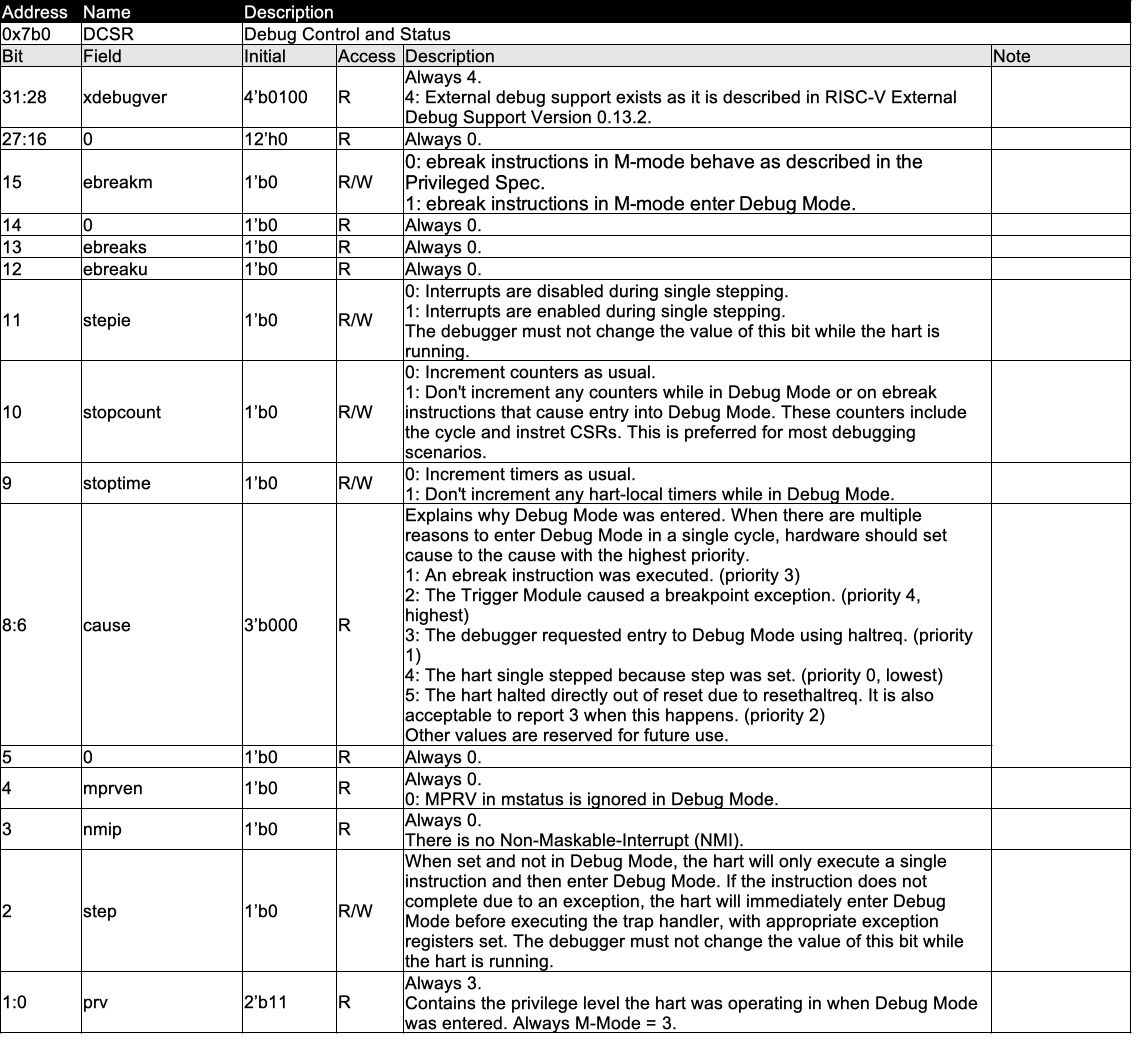 Address Name Description
0x7b0 DCSR Debug Control and Status
Bit Field Initial Access Description Note
Always 4.
31:28 xdebugver 4'b0100 R 4: External debug support exists as it is described in RISC-V External
Debug Support Version 0.13.2.
27:16 0 12'h0 R Always 0.
0: ebreak instructions in M-mode behave as described in the
15 ebreakm 1'b0 R/W Privileged Spec.
1: ebreak instructions in M-mode enter Debug Mode.
14 0 1'b0 R Always 0.
13 ebreaks 1'b0 R Always 0.
12 ebreaku 1'b0 R Always 0.
0: Interrupts are disabled during single stepping.
11 stepie 1'b0 R/W 1: Interrupts are enabled during single stepping.
The debugger must not change the value of this bit while the hart is
running.
0: Increment counters as usual.
1: Don't increment any counters while in Debug Mode or on ebreak
10 stopcount 1'b0 R/W instructions that cause entry into Debug Mode. These counters include
the cycle and instret CSRs. This is preferred for most debugging
scenarios.
9 stoptime 1'b0 R/W 0: Increment timers as usual.
1: Don't increment any hart-local timers while in Debug Mode.
Explains why Debug Mode was entered. When there are multiple
reasons to enter Debug Mode in a single cycle, hardware should set
cause to the cause with the highest priority.
1: An ebreak instruction was executed. (priority 3)
2: The Trigger Module caused a breakpoint exception. (priority 4,
highest)
8:6 cause 3'b000 R 3: The debugger requested entry to Debug Mode using haltreq. (priority
1)
4: The hart single stepped because step was set. (priority 0, lowest)
5: The hart halted directly out of reset due to resethaltreq. It is also
acceptable to report 3 when this happens. (priority 2)
Other values are reserved for future use.
5 0 1'b0 R Always 0.
4 mprven 1'b0 R Always 0.
0: MPRV in mstatus is ignored in Debug Mode.
3 nmip 1'b0 R Always 0.
There is no Non-Maskable-Interrupt (NMI).
When set and not in Debug Mode, the hart will only execute a single
instruction and then enter Debug Mode. If the instruction does not
2 step 1'b0 R/W complete due to an exception, the hart will immediately enter Debug
Mode before executing the trap handler, with appropriate exception
registers set. The debugger must not change the value of this bit while
the hart is running.
Always 3.
1:0 prv 2'b11 R Contains the privilege level the hart was operating in when Debug Mode
was entered. Always M-Mode = 3.